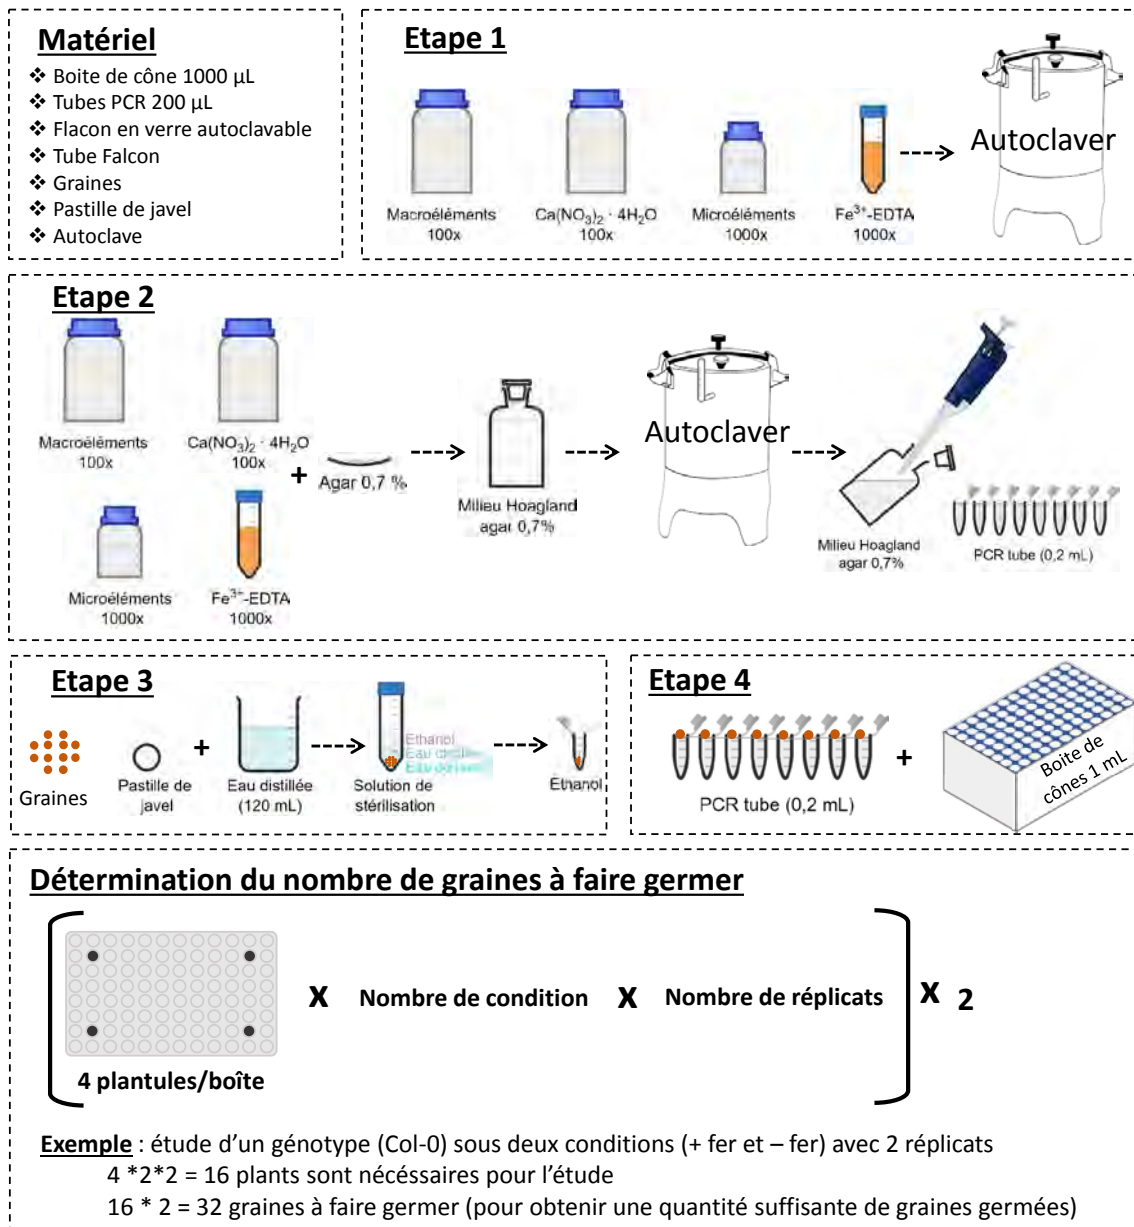 Matériel
❖ Boite de cône 1000 µL
❖ Tubes PCR 200 µL
❖ Flacon en verre autoclavable
❖ Tube Falcon
❖ Graines
❖ Pastille de javel
❖ Autoclave
Etape 1
Macroéléments
100x
Ca(NO3)2 · 4H2O
100x
Microéléments
1000x
Fe3+-EDTA
1000x
Autoclaver
Etape 2
Macroéléments
100x
Ca(NO3)2 · 4H2O
100x
Microéléments
1000x
Fe3+-EDTA
1000x
+
Agar 0,7 %
Milieu Hoagland
agar 0,7%
Autoclaver
Milieu Hoagland
agar 0,7%
PCR tube (0,2 mL)
Etape 3
Graines
Pastille de
javel
+
Eau distillée
(120 mL)
Ethanol
Solution de
stérilisation
Ethanol
Etape 4
PCR tube (0,2 mL)
+
Boite de
cônes 1 mL
Détermination du nombre de graines à faire germer
4 plantules/boîte
X Nombre de condition X Nombre de réplicats X 2
Exemple : étude d'un génotype (Col-0) sous deux conditions (+ fer et – fer) avec 2 réplicats
4 *2*2 = 16 plants sont nécéssaires pour l'étude
16 * 2 = 32 graines à faire germer (pour obtenir une quantité suffisante de graines germées)